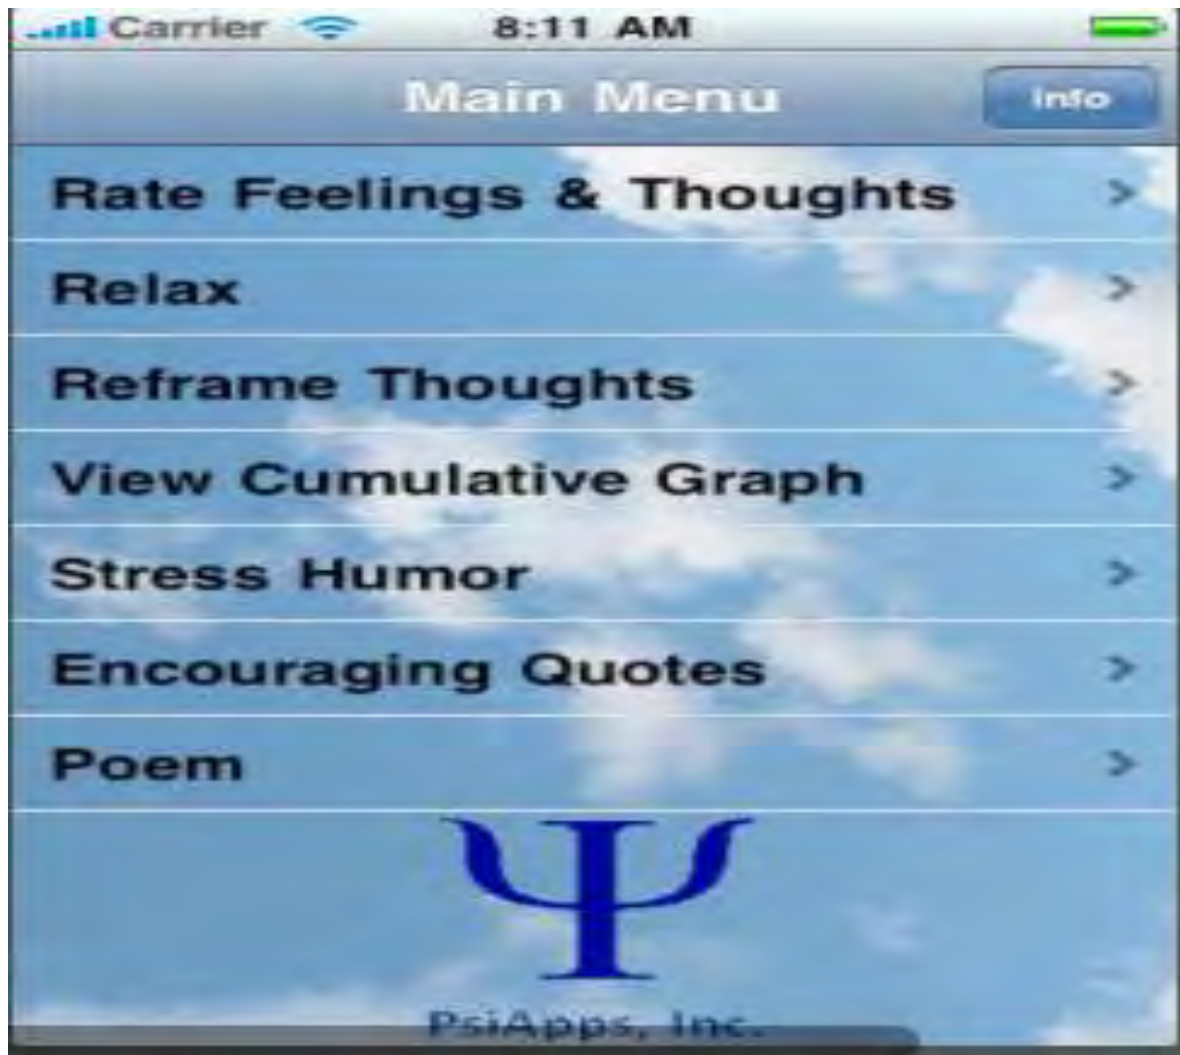 Carrier 8:11 AM
Main Menu info
Rate Feelings & Thoughts >
Relax >
Reframe Thoughts >
View Cumulative Graph >
Stress Humor >
Encouraging Quotes >
Poem >
Ψ
PsiApps, Inc.